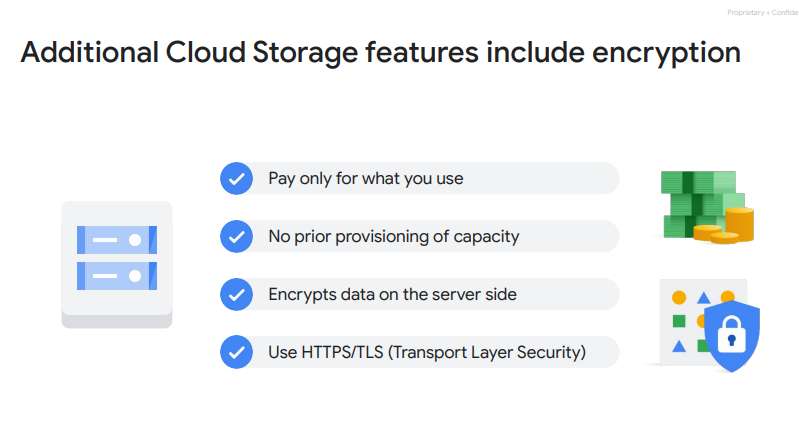 Proprietary + Confide
Additional Cloud Storage features include encryption
Pay only for what you use
No prior provisioning of capacity
Encrypts data on the server side
Use HTTPS/TLS (Transport Layer Security)